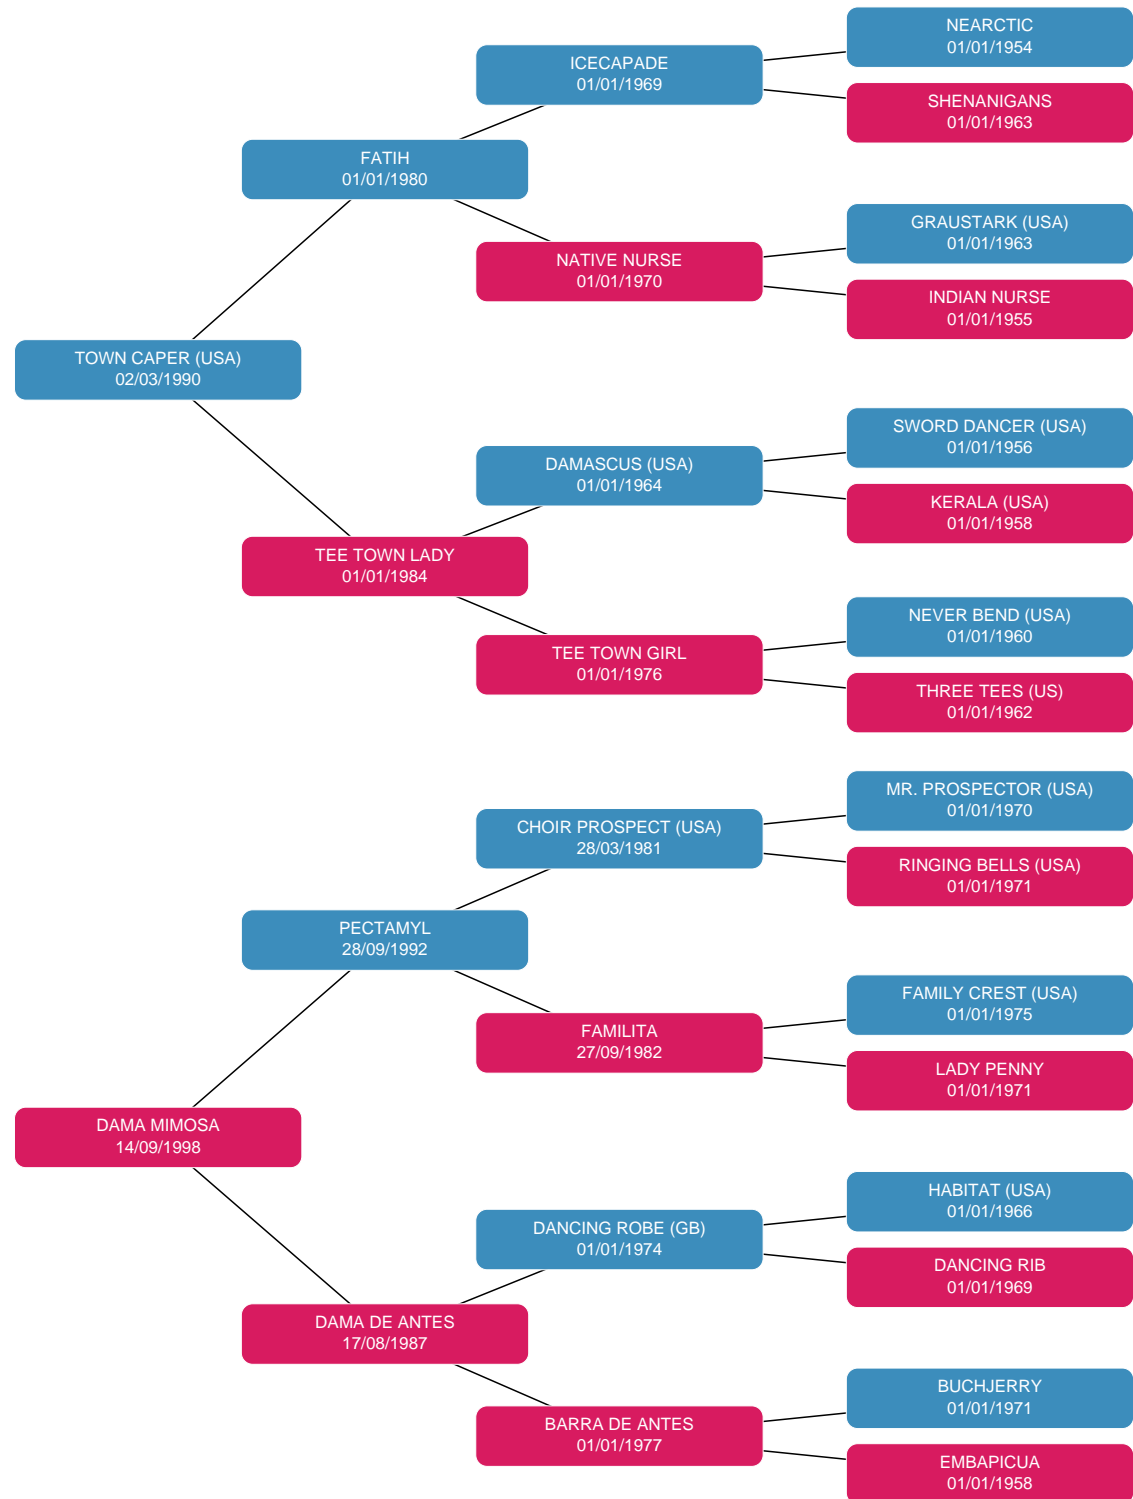 NEARCTIC
01/01/1954
ICECAPADE
01/01/1969
SHENANIGANS
01/01/1963
FATIH
01/01/1980
GRAUSTARK (USA)
01/01/1963
NATIVE NURSE
01/01/1970
INDIAN NURSE
01/01/1955
TOWN CAPER (USA)
02/03/1990
SWORD DANCER (USA)
01/01/1956
DAMASCUS (USA)
01/01/1964
KERALA (USA)
01/01/1958
TEE TOWN LADY
01/01/1984
NEVER BEND (USA)
01/01/1960
TEE TOWN GIRL
01/01/1976
THREE TEES (US)
01/01/1962
MR. PROSPECTOR (USA)
01/01/1970
CHOIR PROSPECT (USA)
28/03/1981
RINGING BELLS (USA)
01/01/1971
PECTAMYL
28/09/1992
FAMILY CREST (USA)
01/01/1975
FAMILITA
27/09/1982
LADY PENNY
01/01/1971
DAMA MIMOSA
14/09/1998
HABITAT (USA)
01/01/1966
DANCING ROBE (GB)
01/01/1974
DANCING RIB
01/01/1969
DAMA DE ANTES
17/08/1987
BUCHJERRY
01/01/1971
BARRA DE ANTES
01/01/1977
EMBAPICUA
01/01/1958